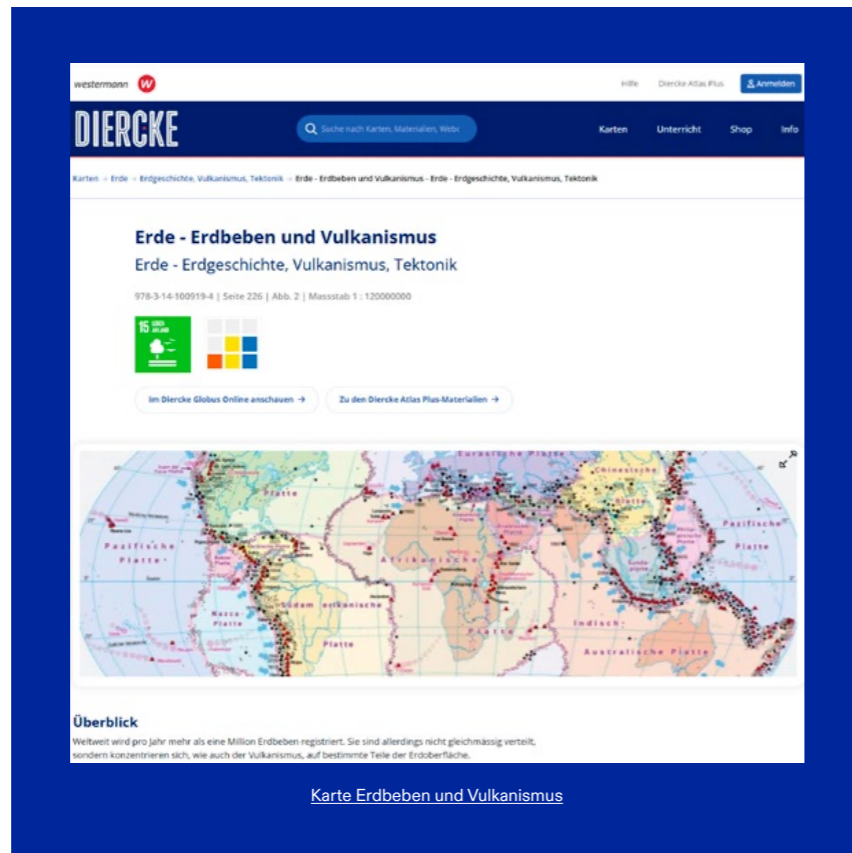 westermann W
Hilfe Diercke Atlas Plus Anmelden
DIERCKE
Suche nach Karten, Materialien, Webc
Karten Unterricht Shop Info
Karten → Erde → Erdgeschichte, Vulkanismus, Tektonik → Erde - Erdbeben und Vulkanismus - Erde - Erdgeschichte, Vulkanismus, Tektonik
Erde - Erdbeben und Vulkanismus
Erde - Erdgeschichte, Vulkanismus, Tektonik
978-3-14-100919-4 | Seite 226 | Abb. 2 | Massstab 1 : 120000000
15
Im Diercke Globus Online anschauen →
Zu den Diercke Atlas Plus-Materialien →
Eurasische Platte
Chinesische
Platte
Platte
Pazifische
Platte
Pazifische
Platte
Afrikanische
Platte
Nazca-
Platte
Südamerikanische
Platte
Indisch-
Australische Platte
Überblick
Weltweit wird pro Jahr mehr als eine Million Erdbeben registriert. Sie sind allerdings nicht gleichmässig verteilt,
sondern konzentrieren sich, wie auch der Vulkanismus, auf bestimmte Teile der Erdoberfläche.
Karte Erdbeben und Vulkanismus